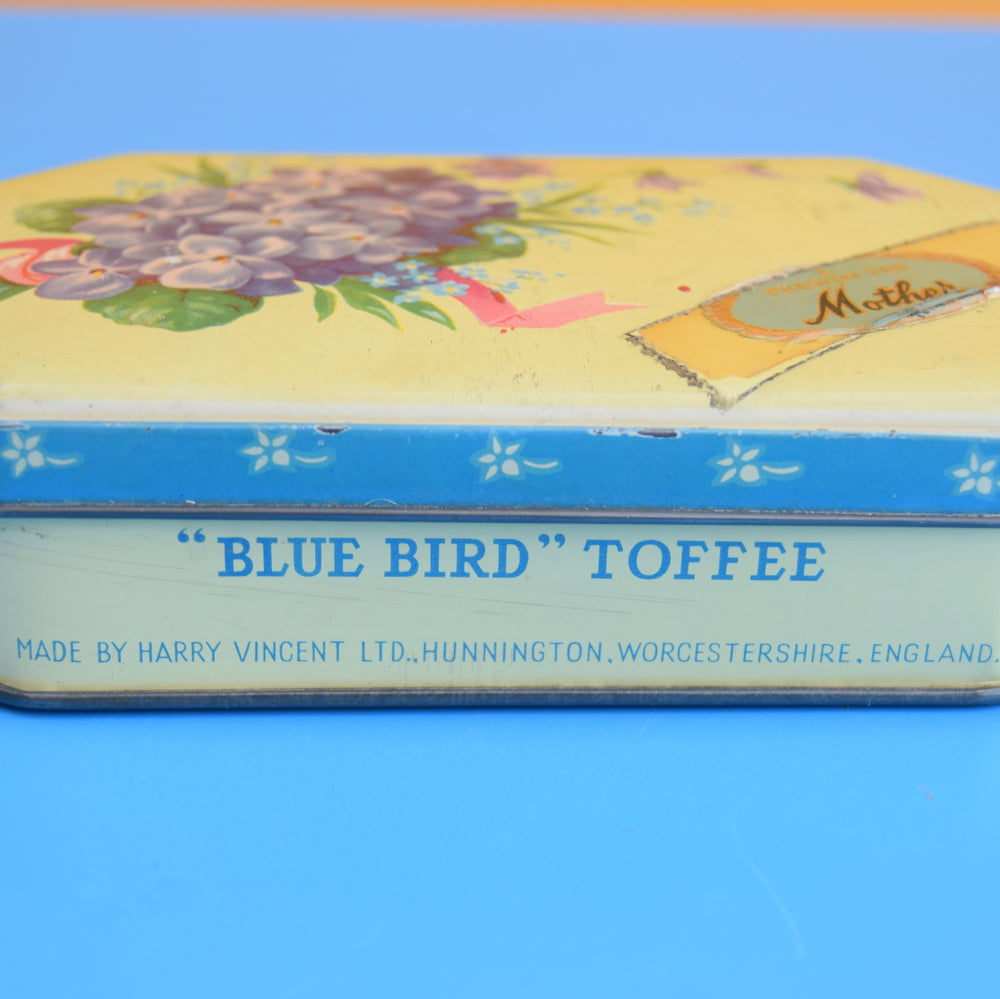 Mother
"BLUE BIRD" TOFFEE
MADE BY HARRY VINCENT LTD., HUNNINGTON, WORCESTERSHIRE, ENGLAND.